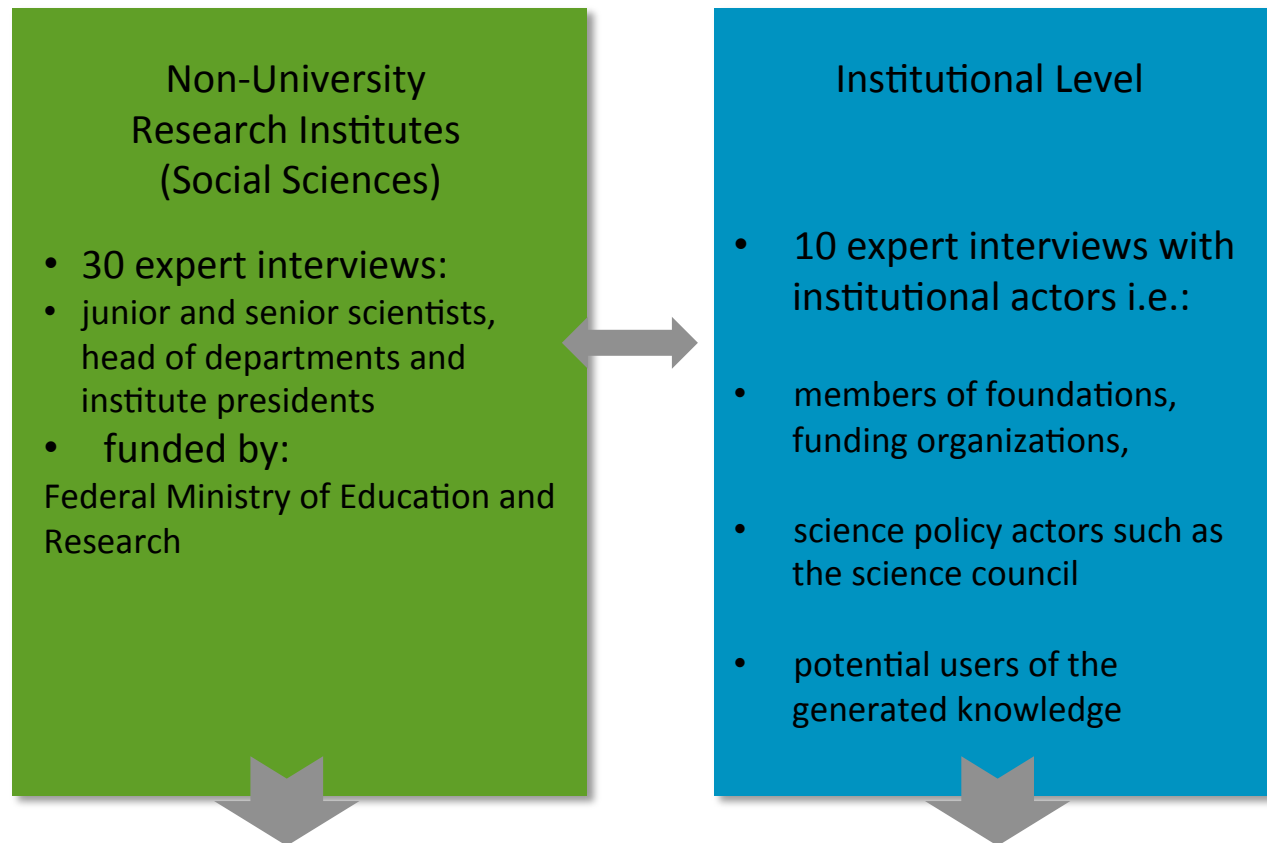 Non-University
Research Institutes
(Social Sciences)
• 30 expert interviews:
• junior and senior scientists,
head of departments and
institute presidents
• funded by:
Federal Ministry of Education and
Research
Institutional Level
• 10 expert interviews with
institutional actors i.e.:
• members of foundations,
funding organizations,
• science policy actors such as
the science council
• potential users of the
generated knowledge